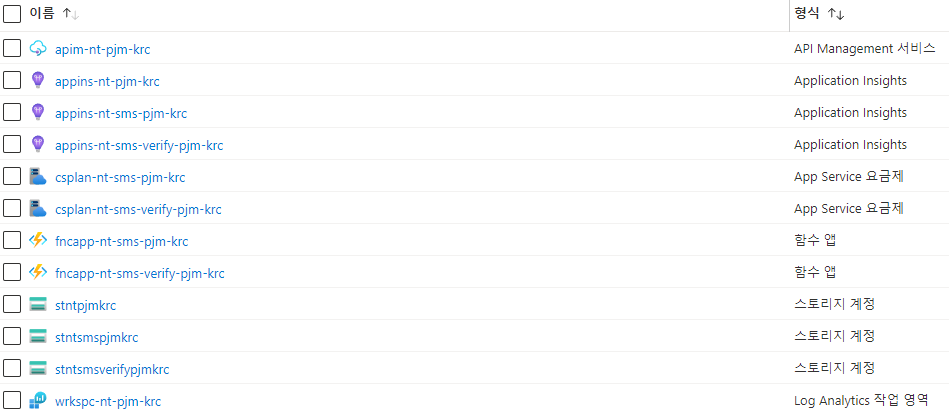 이름 ↑↓ 형식 ↑↓
apim-nt-pjm-krc API Management 서비스
appins-nt-pjm-krc Application Insights
appins-nt-sms-pjm-krc Application Insights
appins-nt-sms-verify-pjm-krc Application Insights
csplan-nt-sms-pjm-krc App Service 요금제
csplan-nt-sms-verify-pjm-krc App Service 요금제
fncapp-nt-sms-pjm-krc 함수 앱
fncapp-nt-sms-verify-pjm-krc 함수 앱
stntpjmkrc 스토리지 계정
stntsmspjmkrc 스토리지 계정
stntsmsverifypjmkrc 스토리지 계정
wrkspc-nt-pjm-krc Log Analytics 작업 영역